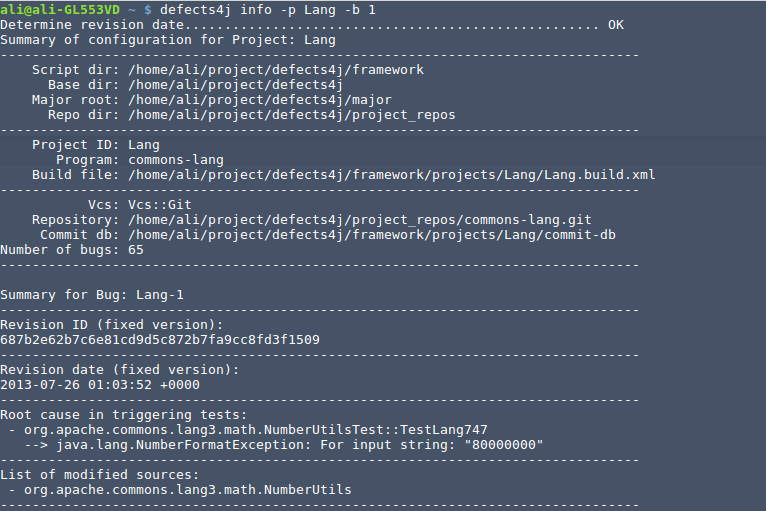 ali@ali-GL553VD ~ $ defects4j info -p Lang -b 1
Determine revision date.................................................... OK
Summary of configuration for Project: Lang
--------------------------------------------------------------------------------
    Script dir: /home/ali/project/defects4j/framework
      Base dir: /home/ali/project/defects4j
    Major root: /home/ali/project/defects4j/major
      Repo dir: /home/ali/project/defects4j/project_repos
--------------------------------------------------------------------------------
    Project ID: Lang
       Program: commons-lang
    Build file: /home/ali/project/defects4j/framework/projects/Lang/Lang.build.xml
--------------------------------------------------------------------------------
           Vcs: Vcs::Git
    Repository: /home/ali/project/defects4j/project_repos/commons-lang.git
     Commit db: /home/ali/project/defects4j/framework/projects/Lang/commit-db
Number of bugs: 65
--------------------------------------------------------------------------------

Summary for Bug: Lang-1
--------------------------------------------------------------------------------
Revision ID (fixed version):
687b2e62b7c6e81cd9d5c872b7fa9cc8fd3f1509
--------------------------------------------------------------------------------
Revision date (fixed version):
2013-07-26 01:03:52 +0000
--------------------------------------------------------------------------------
Root cause in triggering tests:
 - org.apache.commons.lang3.math.NumberUtilsTest::TestLang747
   --> java.lang.NumberFormatException: For input string: "80000000"
--------------------------------------------------------------------------------
List of modified sources:
 - org.apache.commons.lang3.math.NumberUtils
--------------------------------------------------------------------------------